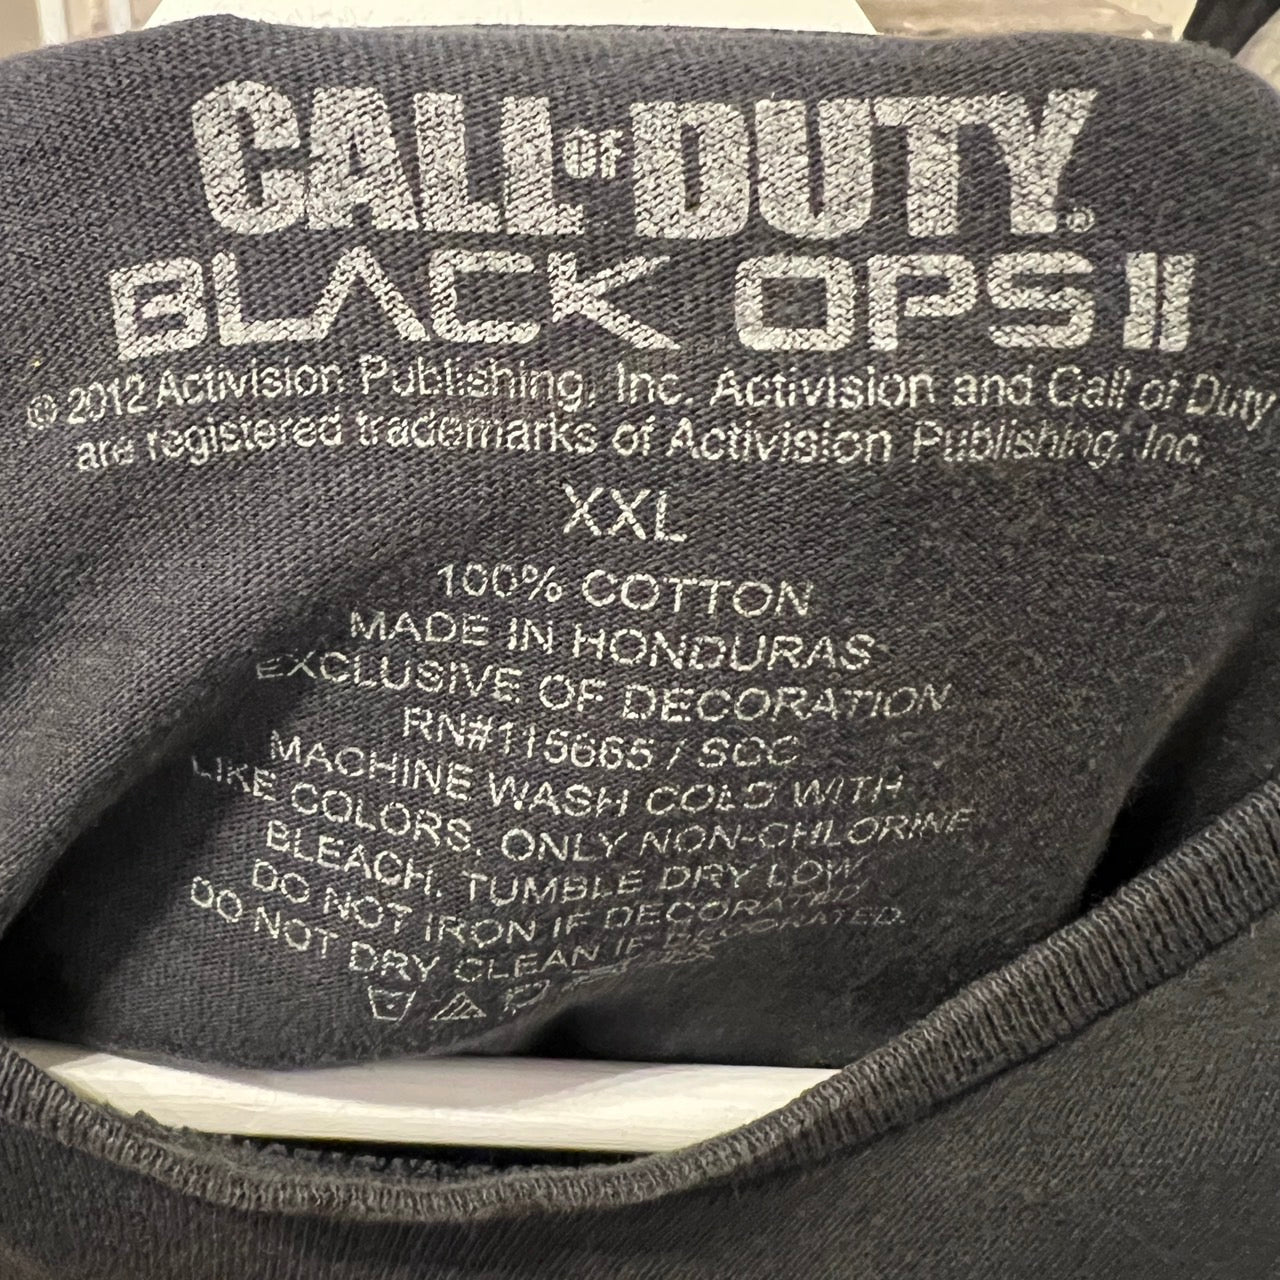 CALL OF DUTY®
BLACK OPS II
© 2012 Activision Publishing, Inc. Activision and Call of Duty
are registered trademarks of Activision Publishing, Inc.
XXL
100% COTTON
MADE IN HONDURAS
EXCLUSIVE OF DECORATION
RN#115665 / SCC
MACHINE WASH COLD WITH
LIKE COLORS. ONLY NON-CHLORINE
BLEACH. TUMBLE DRY LOW
DO NOT IRON IF DECORATED
DO NOT DRY CLEAN IF DECORATED.